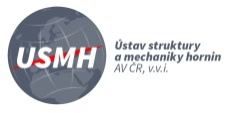 USMH
Ústav struktury
a mechaniky hornin
AV ČR, v.v.i.